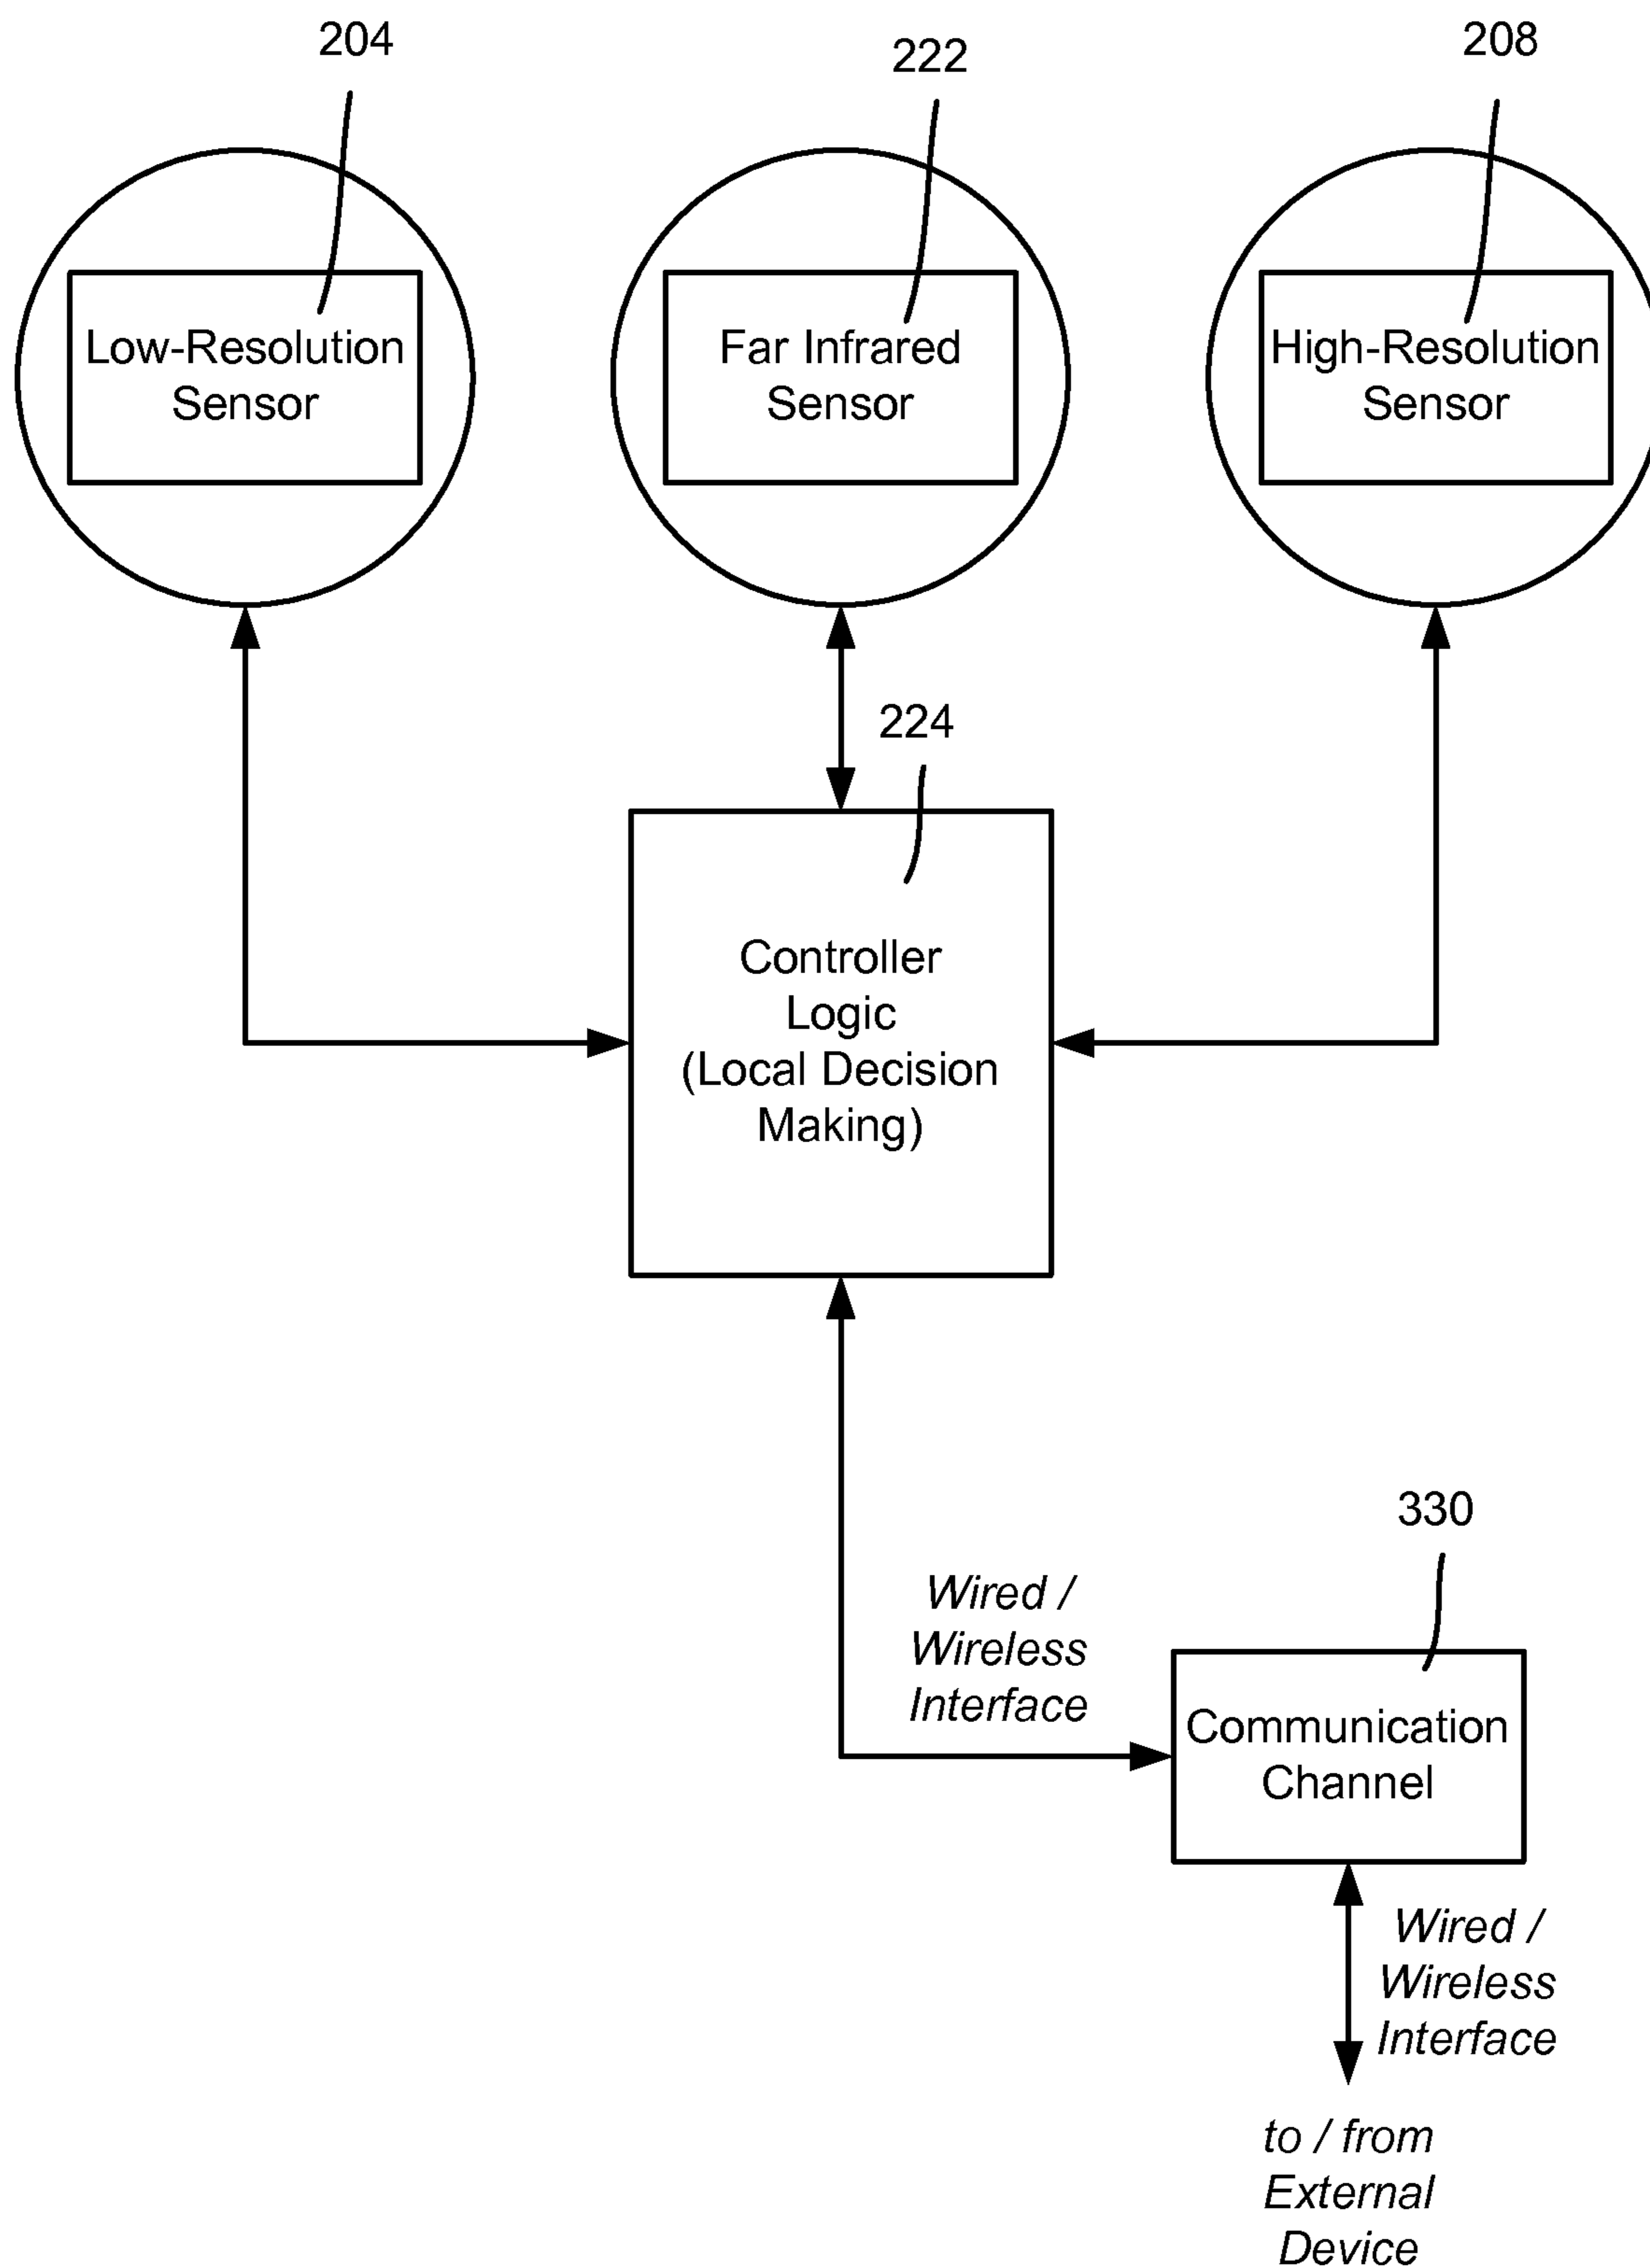 204
222
208
Low-Resolution
Sensor
Far Infrared
Sensor
High-Resolution
Sensor
224
Controller
Logic
(Local Decision
Making)
330
Wired /
Wireless
Interface
Communication
Channel
Wired /
Wireless
Interface
to / from
External
Device